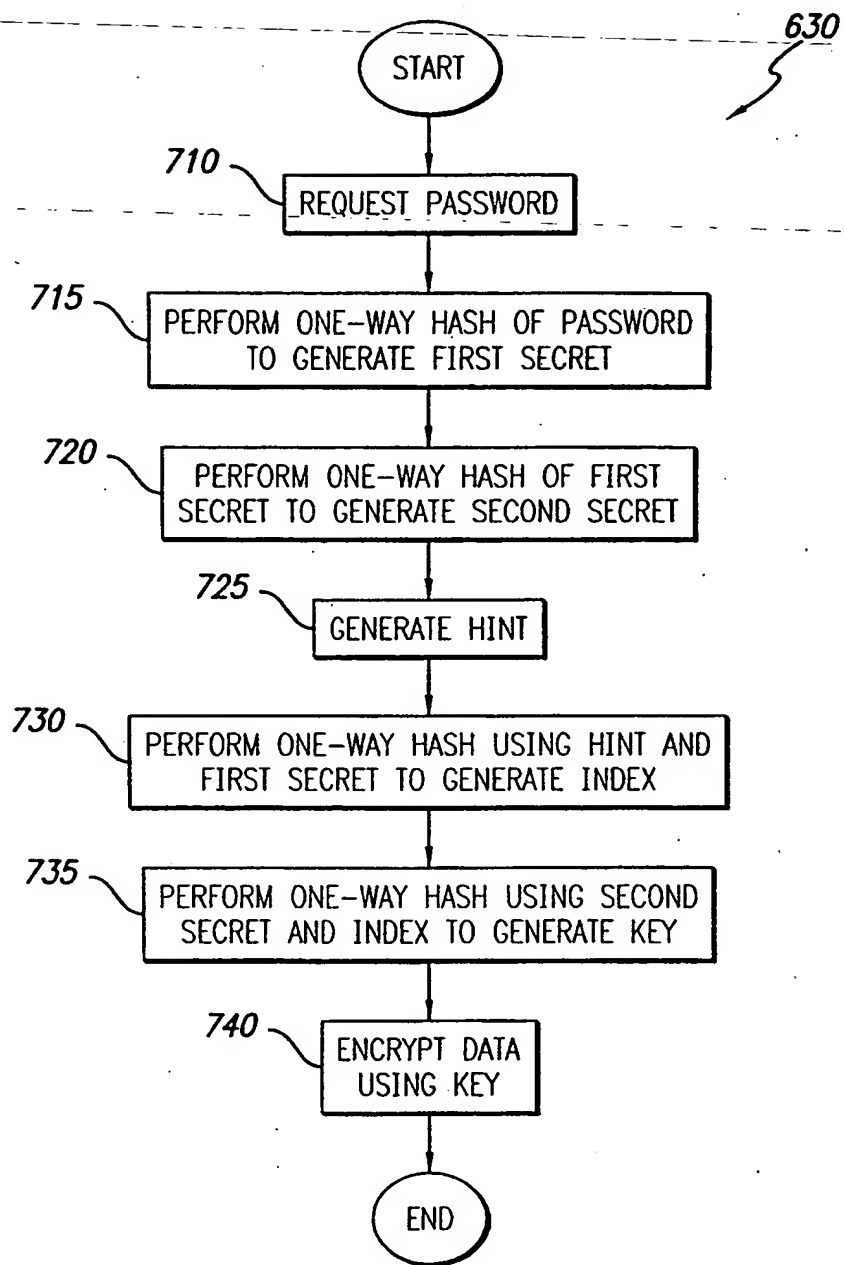 630
START
710
REQUEST PASSWORD
715
PERFORM ONE-WAY HASH OF PASSWORD
TO GENERATE FIRST SECRET
720
PERFORM ONE-WAY HASH OF FIRST
SECRET TO GENERATE SECOND SECRET
725
GENERATE HINT
730
PERFORM ONE-WAY HASH USING HINT AND
FIRST SECRET TO GENERATE INDEX
735
PERFORM ONE-WAY HASH USING SECOND
SECRET AND INDEX TO GENERATE KEY
740
ENCRYPT DATA
USING KEY
END